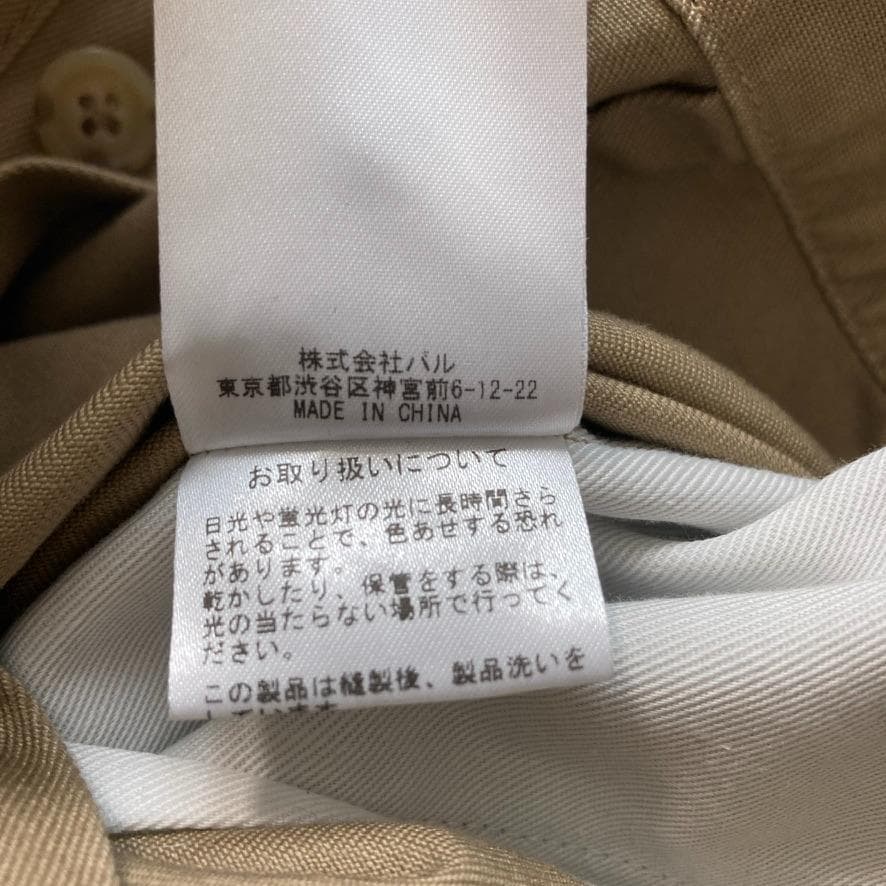 株式会社パル
東京都渋谷区神宮前6-12-22
MADE IN CHINA
お取り扱いについて
日光や蛍光灯の光に長時間さら
されることで、色あせする恐れ
があります。
乾かしたり、保管をする際は、
光の当たらない場所で行ってく
ださい。
この製品は縫製後、製品洗いを
しています